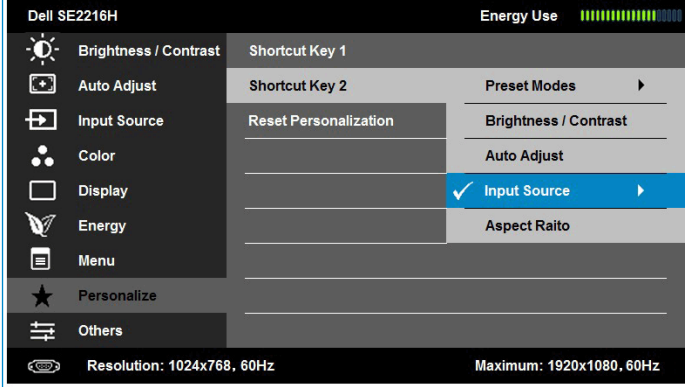 Dell SE2216H Energy Use
Brightness / Contrast Shortcut Key 1
Auto Adjust Shortcut Key 2 Preset Modes
Input Source Reset Personalization Brightness / Contrast
Color Auto Adjust
Display Input Source
Energy Aspect Raito
Menu
Personalize
Others
Resolution: 1024x768, 60Hz Maximum: 1920x1080, 60Hz